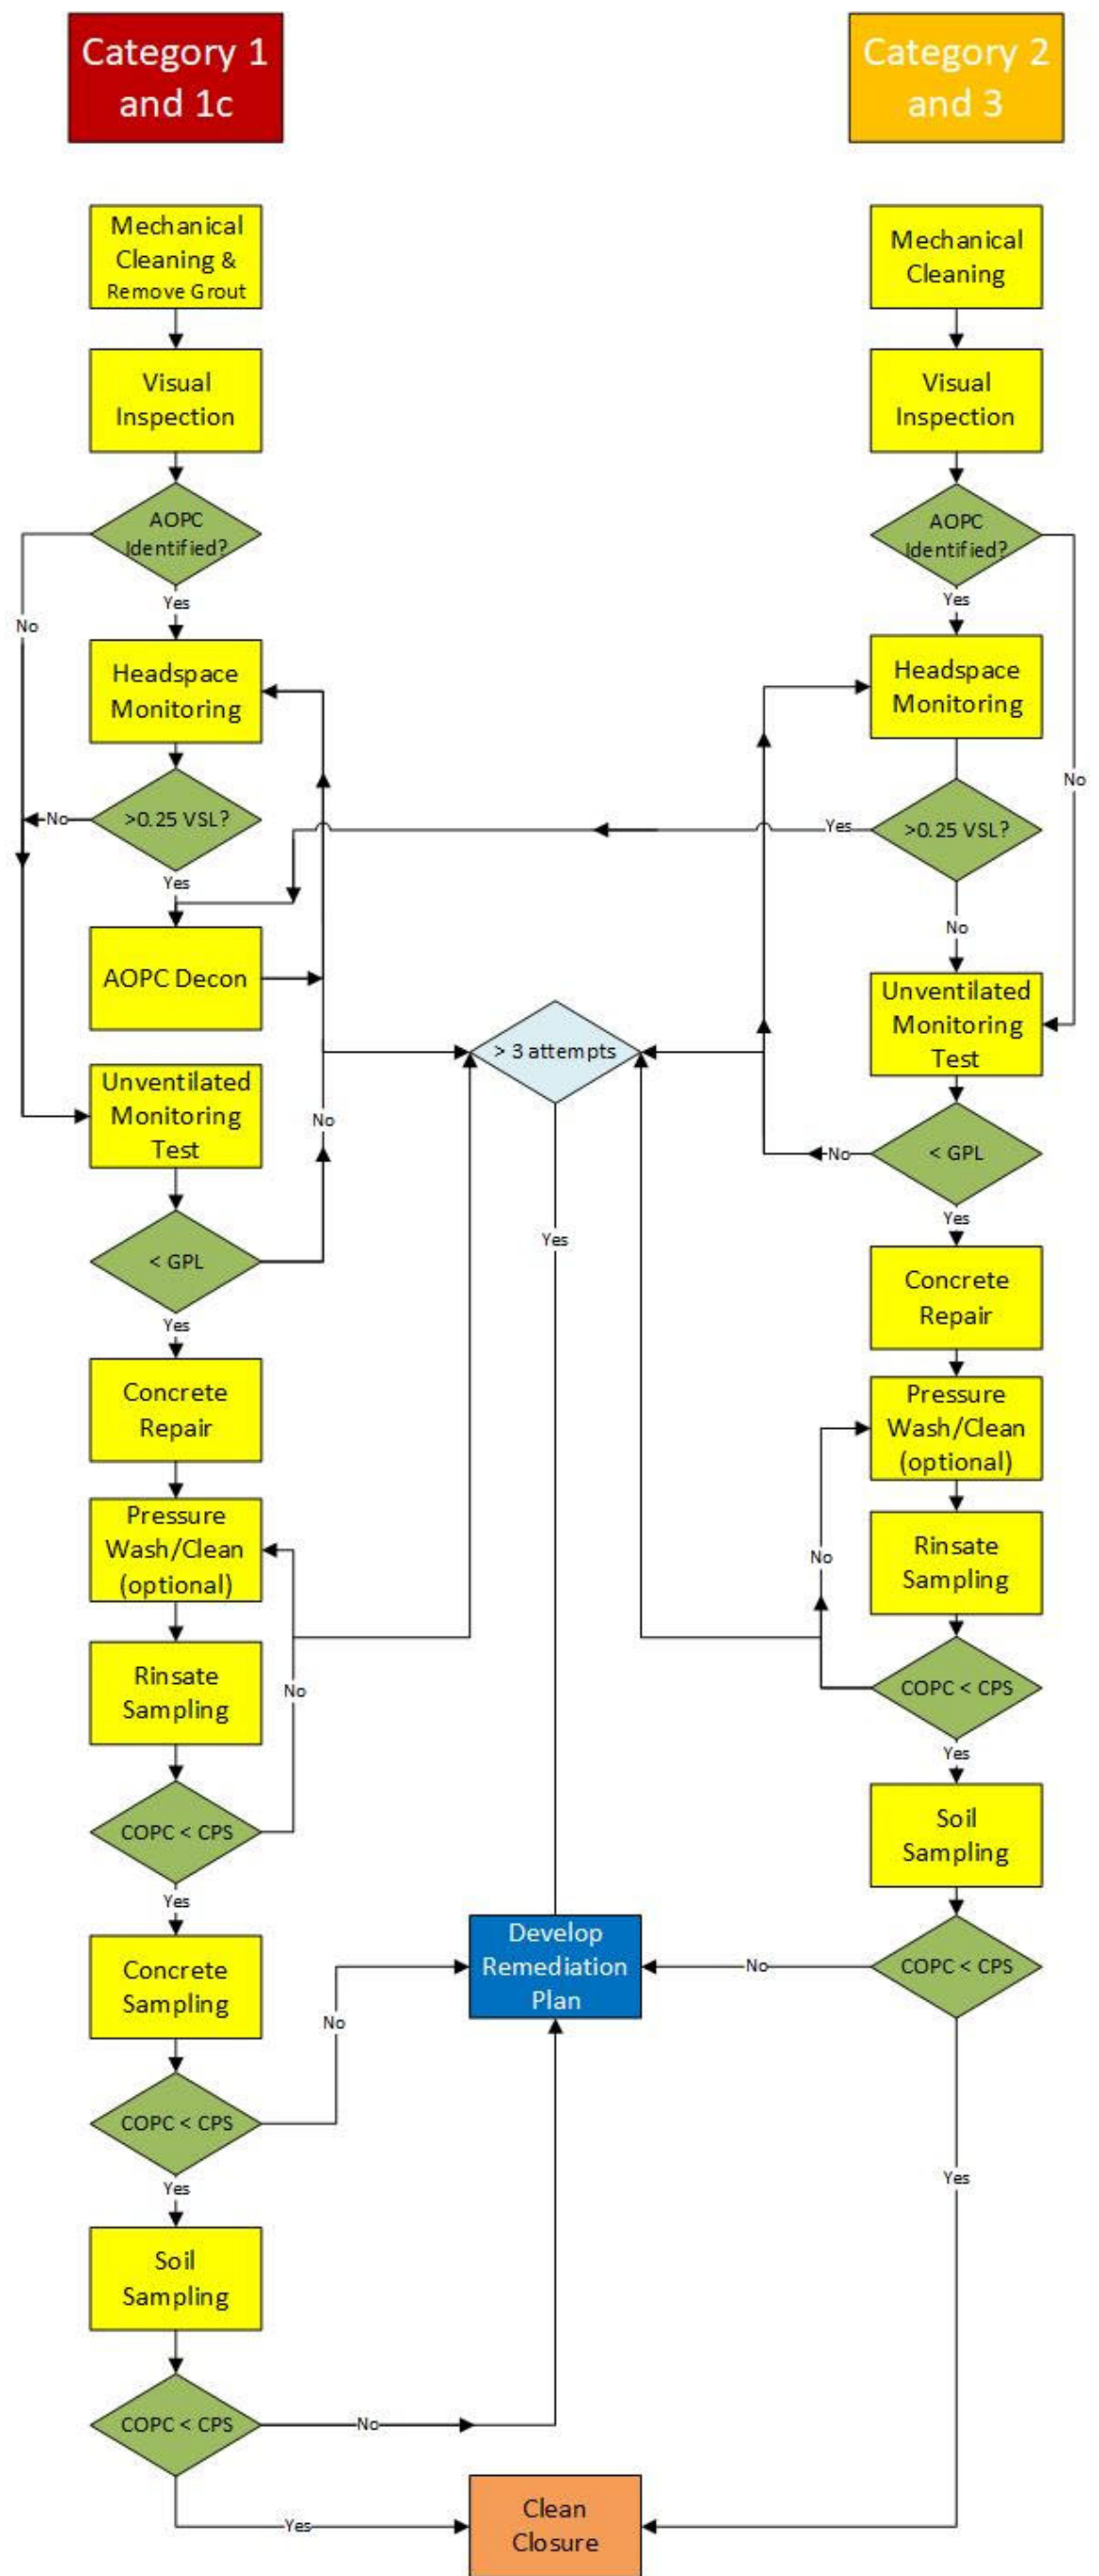 Category 1
and 1c
Mechanical
Cleaning &
Remove Grout
Visual
Inspection
AOPC
Identified?
Yes
No
Headspace
Monitoring
No
>0.25 VSL?
Yes
AOPC Decon
Unventilated
Monitoring
Test
No
< GPL
Yes
Concrete
Repair
Pressure
Wash/Clean
(optional)
Rinsate
Sampling
No
COPC < CPS
Yes
Concrete
Sampling
No
COPC < CPS
Yes
Soil
Sampling
COPC < CPS
No
Yes
> 3 attempts
Yes
Develop
Remediation
Plan
Clean
Closure
Category 2
and 3
Mechanical
Cleaning
Visual
Inspection
AOPC
Identified?
Yes
No
Headspace
Monitoring
Yes
>0.25 VSL?
No
Unventilated
Monitoring
Test
No
< GPL
Yes
Concrete
Repair
Pressure
Wash/Clean
(optional)
No
Rinsate
Sampling
COPC < CPS
Yes
Soil
Sampling
No
COPC < CPS
Yes